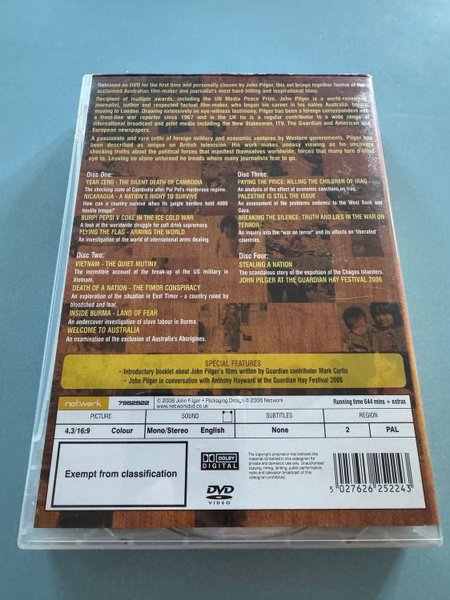 Released on DVD for the first time and personally chosen by John Pilger, this set brings together twelve of the
acclaimed Australian film-maker and journalist's most hard-hitting and inspirational films.
Recipient of multiple awards, including the UN Media Peace Prize, John Pilger is a world-renowned
journalist, author and respected factual film-maker, who began his career in his native Australia, before
moving to London. Drawing extensively on eye-witness testimony, Pilger has been a foreign correspondent and
a front-line war reporter since 1967 and in the UK he is a regular contributor to a wide range of
international broadcast and print media including the New Statesman, ITV, The Guardian and American and
European newspapers.
A passionate and rare critic of foreign military and economic ventures by Western governments, Pilger has
been described as unique on British television. His work makes uneasy viewing, as he uncovers
shocking truths about the political forces that manifest themselves worldwide; forces that many turn a blind
eye to. Leaving no stone unturned he treads where many journalists fear to go.
Disc One:
YEAR ZERO - THE SILENT DEATH OF CAMBODIA
The shocking state of Cambodia after Pol Pot's murderous regime.
NICARAGUA - A NATION'S RIGHT TO SURVIVE
How can a country survive when its jungle borders hold 4000
hostile troops?
BURP! PEPSI V COKE IN THE ICE COLD WAR
A look at the worldwide struggle for soft drink supremacy.
FLYING THE FLAG - ARMING THE WORLD
An investigation of the world of international arms dealing.
Disc Two:
VIETNAM - THE QUIET MUTINY
The incredible account of the break-up of the US military in
Vietnam.
DEATH OF A NATION - THE TIMOR CONSPIRACY
An exploration of the situation in East Timor - a country ruled by
bloodshed and fear.
INSIDE BURMA - LAND OF FEAR
An undercover investigation of slave labour in Burma.
WELCOME TO AUSTRALIA
An examination of the exclusion of Australia's Aborigines.
Disc Three:
PAYING THE PRICE: KILLING THE CHILDREN OF IRAQ
An analysis of the effect of economic sanctions on Iraq.
PALESTINE IS STILL THE ISSUE
An assessment of the problems endemic to the West Bank and
Gaza.
BREAKING THE SILENCE: TRUTH AND LIES IN THE WAR ON
TERROR
An inquiry into the "war on terror" and its effects on 'liberated'
countries.
Disc Four:
STEALING A NATION
The scandalous story of the expulsion of the Chagos Islanders.
JOHN PILGER AT THE GUARDIAN HAY FESTIVAL 2006
SPECIAL FEATURES
• Introductory booklet about John Pilger's films written by Guardian contributor Mark Curtis
• John Pilger in conversation with Anthony Hayward at the Guardian Hay Festival 2006
network
7952522
© 2006 John Pilger • Packaging Design © 2006 Network
www.networkdvd.co.uk
Running time 644 mins + extras
PICTURE SOUND SUBTITLES REGION
4:3/16:9 Colour Mono/Stereo English None 2 PAL
Exempt from classification
DOLBY
DIGITAL
DVD
VIDEO
5 027626 252243